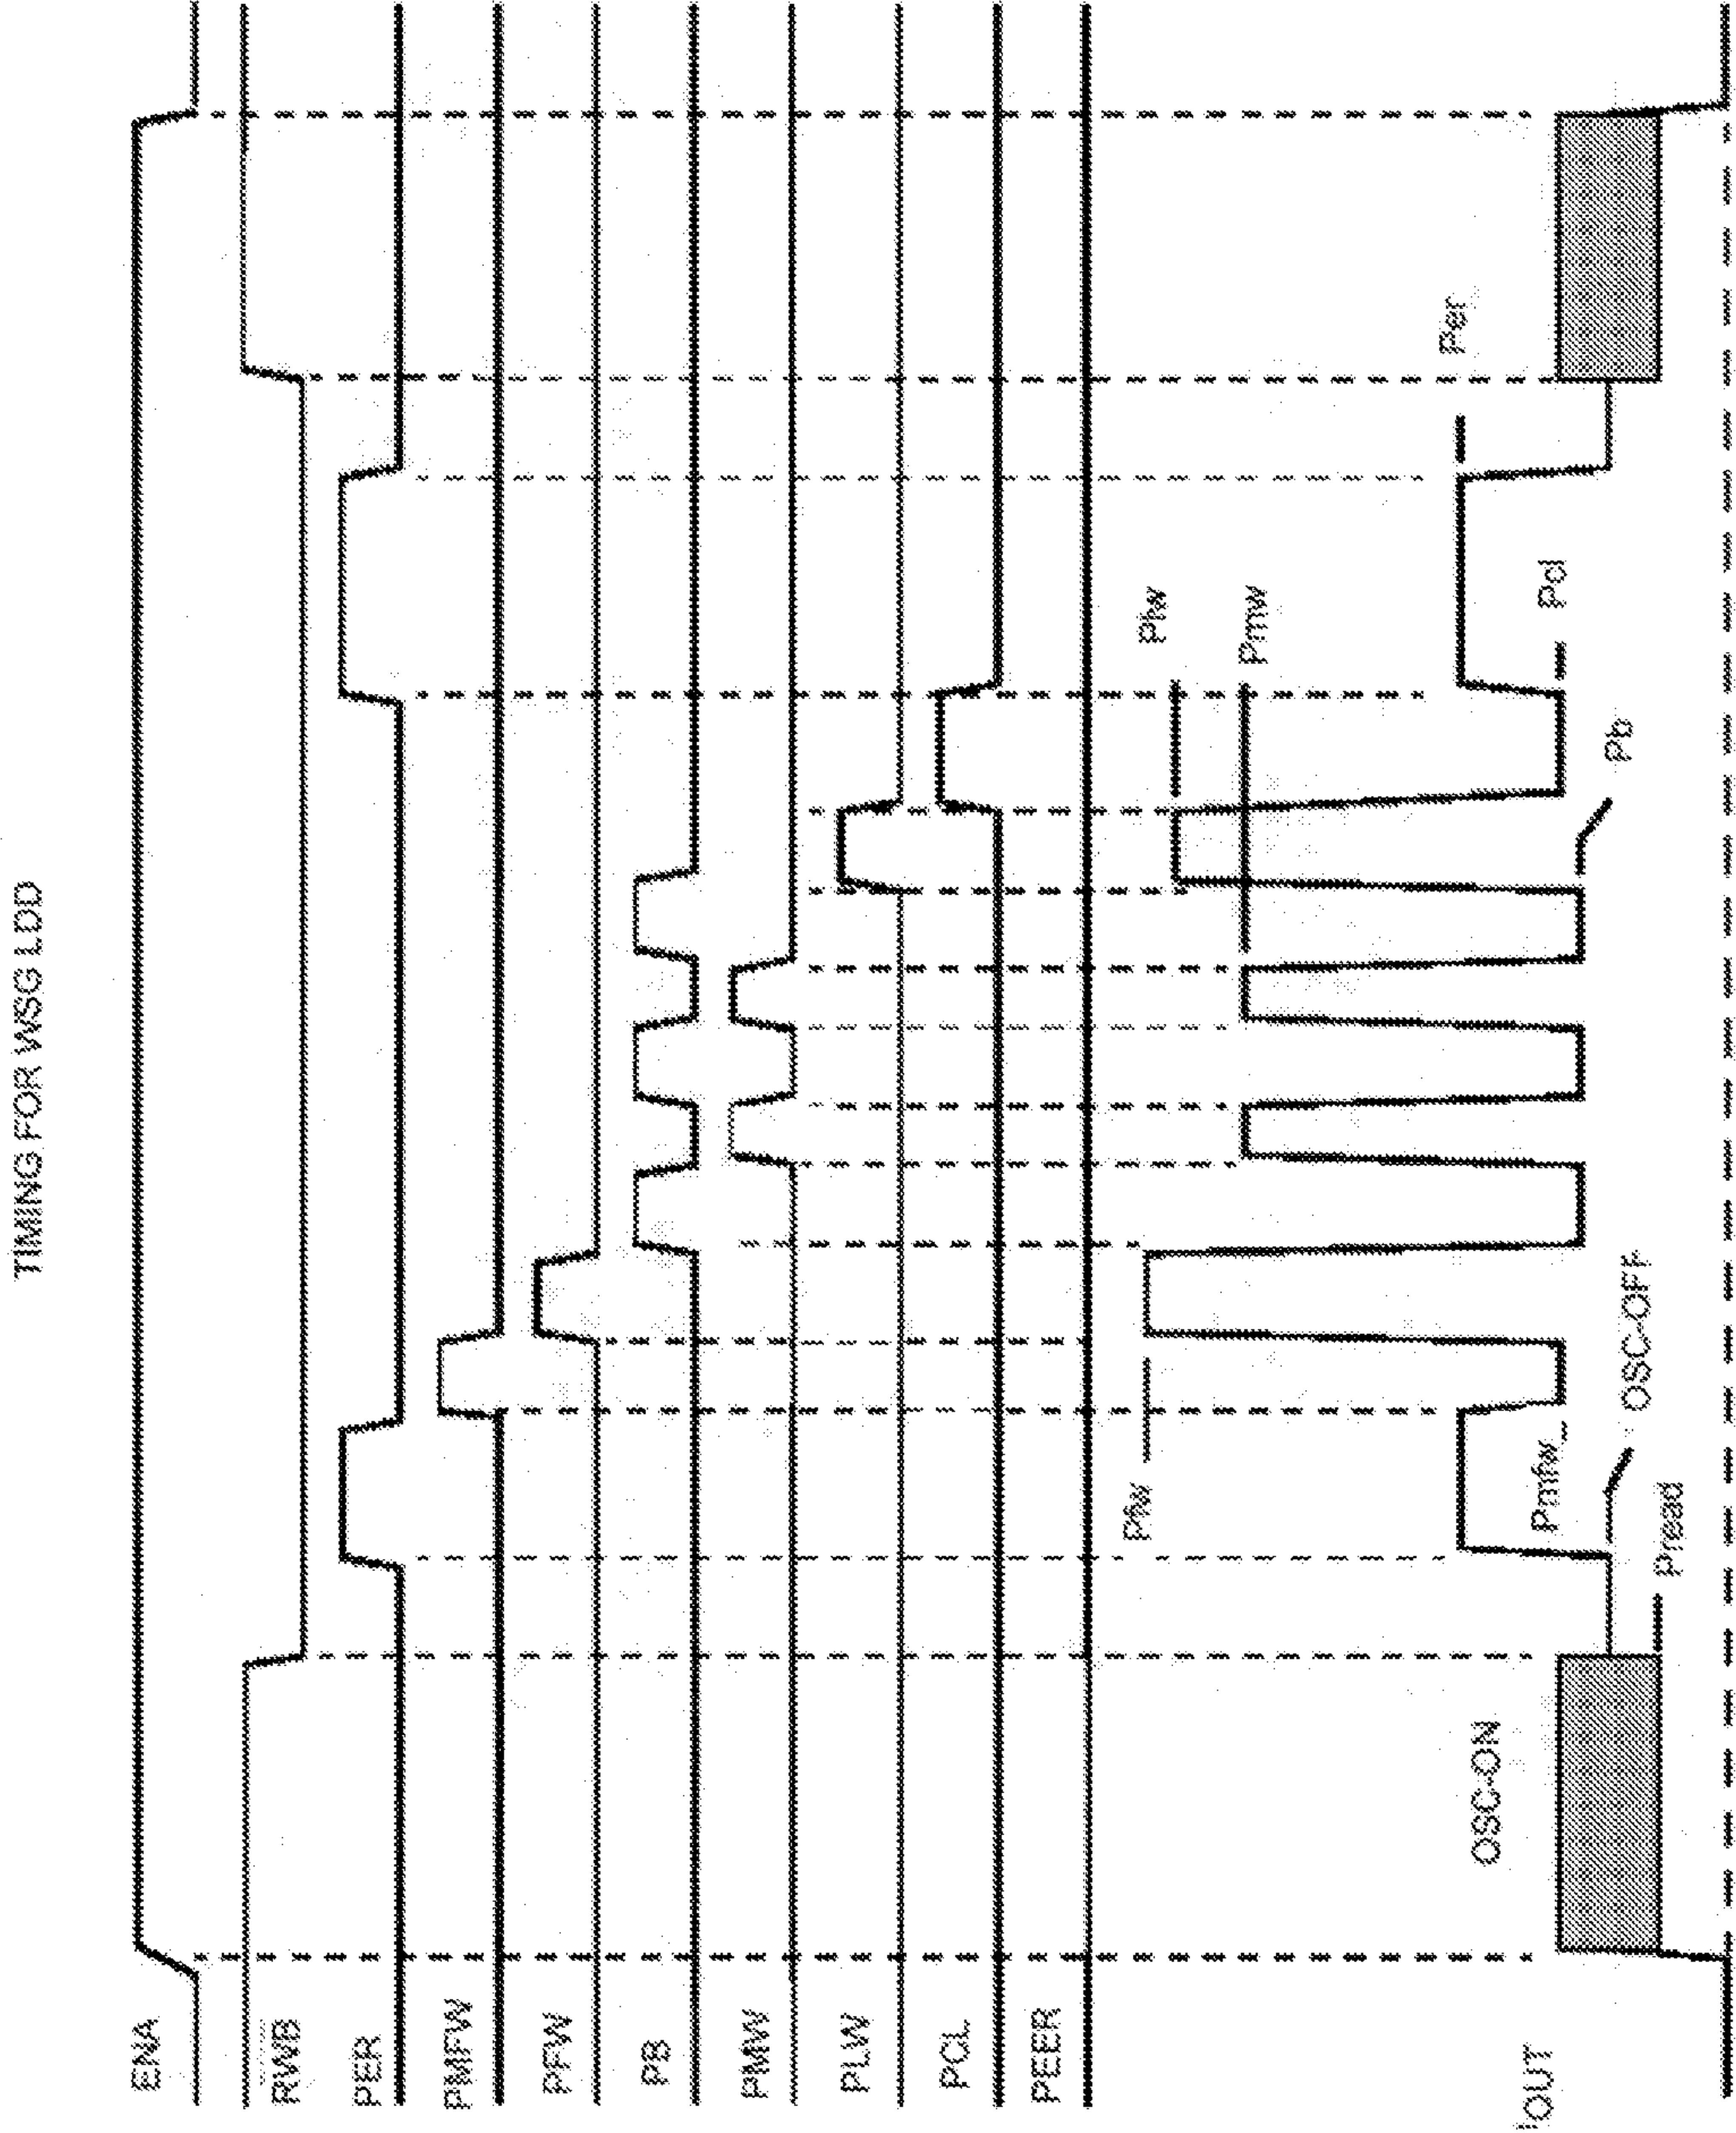 TIMING FOR WSG LDD
ENA
RWB
PER
PMFW
PFW
PB
PMW
PLW
PCL
PEER
Pfw
Plw
Pmw
Per
OSC-ON
IOUT
Pmfw
Pcl
Pb
OSC-OFF
Pread